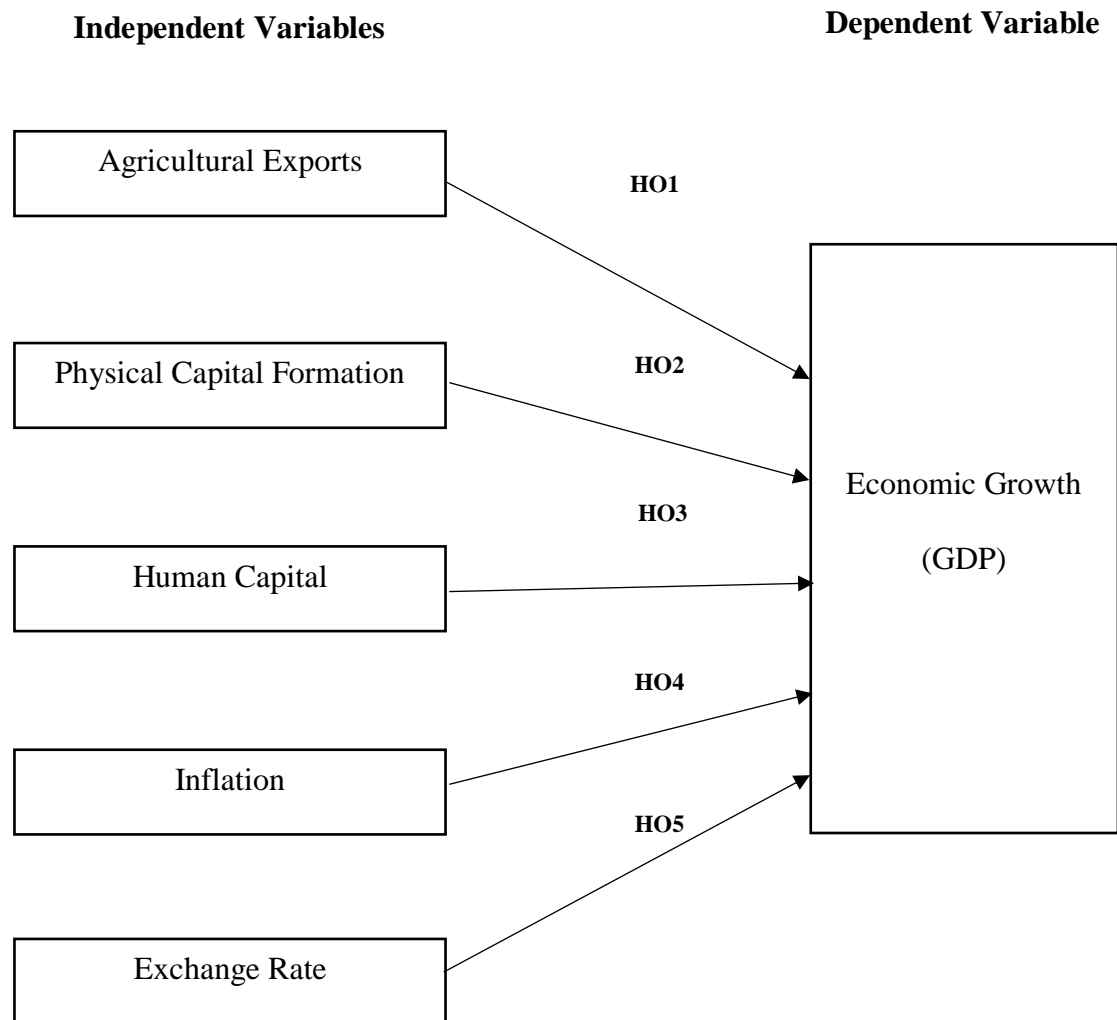 Independent Variables
Dependent Variable
Agricultural Exports
HO1
Physical Capital Formation
HO2
Economic Growth
(GDP)
HO3
Human Capital
HO4
Inflation
HO5
Exchange Rate